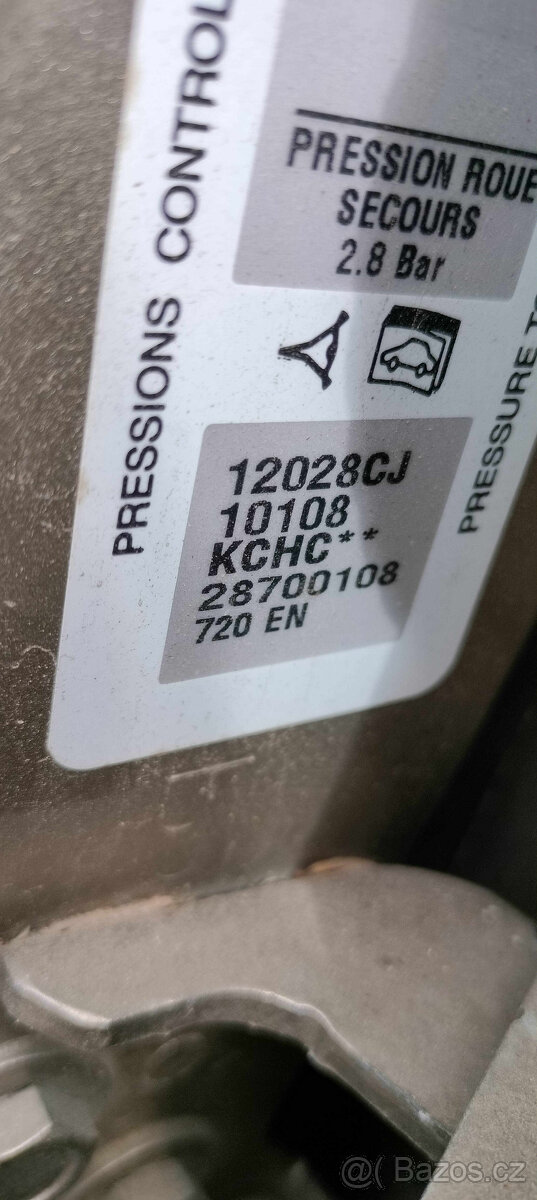 PRESSIONS CONTROL
PRESSION ROUE
SECOURS
2.8 Bar
PRESSURE
12028CJ
10108
KCHC**
28700108
720 EN
@ Bazos.cz